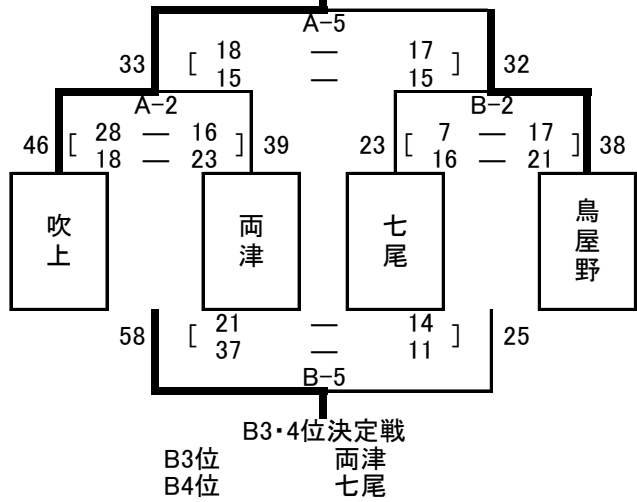 A-5
33 [ 18 — 17 ] 32
15 — 15
A-2 B-2
46 [ 28 — 16 ] 39 23 [ 7 — 17 ] 38
18 — 23 16 — 21
吹上 両津 七尾 鳥屋野
58 [ 21 — 14 ] 25
37 — 11
B-5
B3・4位決定戦
B3位 両津
B4位 七尾